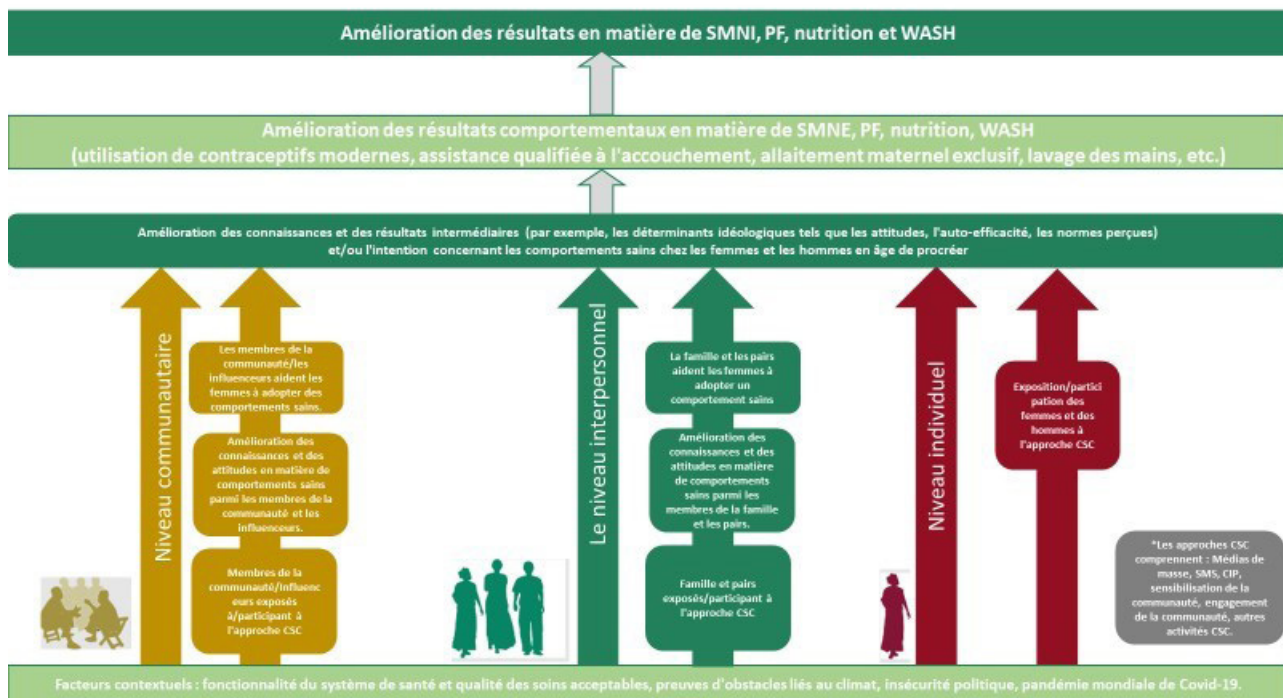 Amélioration des résultats en matière de SMNI, PF, nutrition et WASH
Amélioration des résultats comportementaux en matière de SMNE, PF, nutrition, WASH
(utilisation de contraceptifs modernes, assistance qualifiée à l'accouchement, allaitement maternel exclusif, lavage des mains, etc.)
Amélioration des connaissances et des résultats intermédiaires (par exemple, les déterminants idéologiques tels que les attitudes, l'auto-efficacité, les normes perçues)
et/ou l'intention concernant les comportements sains chez les femmes et les hommes en âge de procréer
Niveau communautaire
Les membres de la
communauté/les
influenceurs aident les
femmes à adopter des
comportements sains.
Amélioration des
connaissances et des
attitudes en matière de
comportements sains
parmi les membres de la
communauté et les
influenceurs.
Membres de la
communauté/Influenc
eurs exposés
à/participant à
l'approche CSC
Le niveau interpersonnel
La famille et les pairs
aident les femmes à
adopter un
comportement sains
Amélioration des
connaissances et des
attitudes en matière
de comportements
sains parmi les
membres de la famille
et les pairs.
Famille et pairs
exposés/participant à
l'approche CSC
Niveau individuel
Exposition/partici
pation des
femmes et des
hommes à
l'approche CSC
*Les approches CSC
comprennent : Médias de
masse, SMS, CIP,
sensibilisation de la
communauté, engagement
de la communauté, autres
activités CSC.
Facteurs contextuels : fonctionnalité du système de santé et qualité des soins acceptables, preuves d'obstacles liés au climat, insécurité politique, pandémie mondiale de Covid-19.